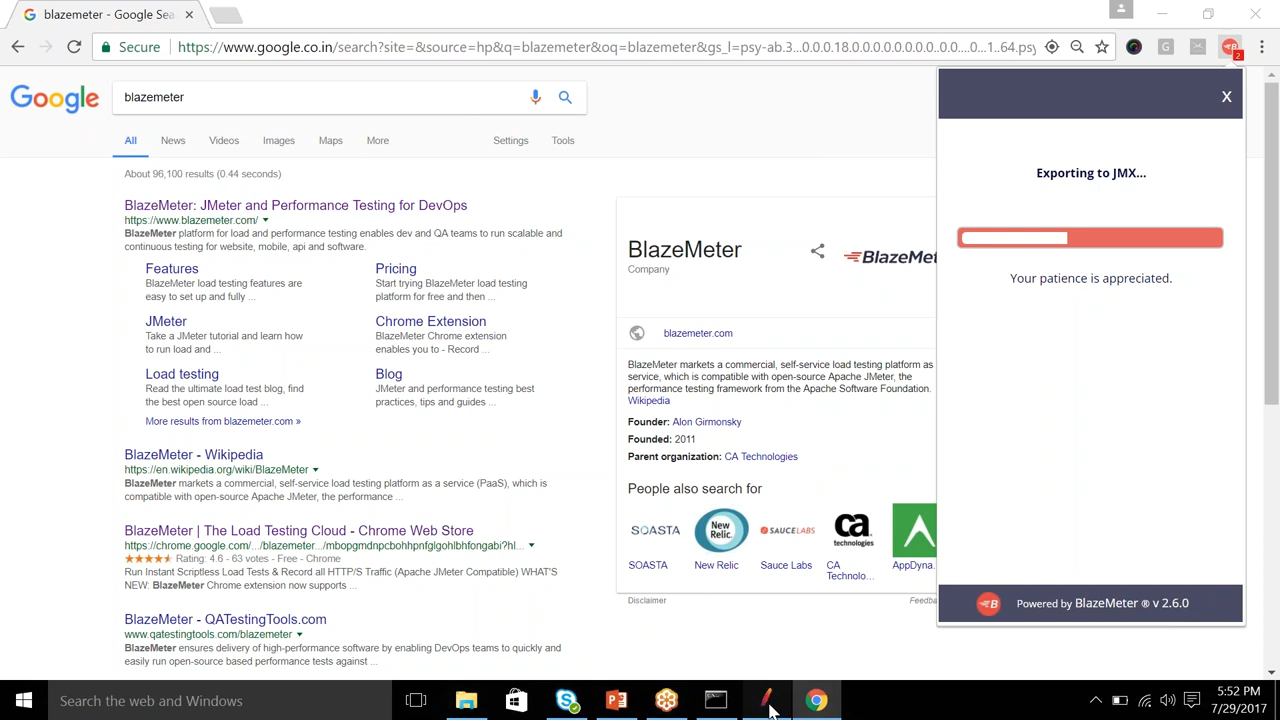 blazemeter - Google Sea
Secure
https://www.google.co.in/search?site=&source=hp&q=blazemeter&oq=blazemeter&gs_l=psy-ab.3...0.0.18.0.0.0.0.0.0.0.0..0....0...1..64.psy
2
Google
blazemeter
All News Videos Images Maps More Settings Tools
About 96,100 results (0.44 seconds)
BlazeMeter: JMeter and Performance Testing for DevOps
https://www.blazemeter.com/
BlazeMeter platform for load and performance testing enables dev and QA teams to run scalable and
continuous testing for website, mobile, api and software.
Features
BlazeMeter load testing features are
easy to set up and fully ...
Pricing
Start trying BlazeMeter load testing
platform for free and then ...
JMeter
Take a JMeter tutorial and learn how
to run load and ...
Chrome Extension
BlazeMeter Chrome extension
enables you to - Record ...
Load testing
Read the ultimate load test blog, find
the best open source load ...
Blog
JMeter and performance testing best
practices, tips and guides ...
More results from blazemeter.com »
BlazeMeter - Wikipedia
https://en.wikipedia.org/wiki/BlazeMeter
BlazeMeter markets a commercial, self-service load testing platform as a service (PaaS), which is
compatible with open-source Apache JMeter, the performance ...
BlazeMeter | The Load Testing Cloud - Chrome Web Store
https://chrome.google.com/.../blazemeter.../mbopgmdnpcbohhpnfglgohlbhfongabi?hl...
Rating: 4.6 - 63 votes - Free - Chrome
Run Instant Scriptless Load Tests & Record all HTTP/S Traffic (Apache JMeter Compatible) WHAT'S
NEW: BlazeMeter Chrome extension now supports ...
BlazeMeter - QATestingTools.com
www.qatestingtools.com/blazemeter
BlazeMeter ensures delivery of high-performance software by enabling DevOps teams to quickly and
easily run open-source based performance tests against ...
BlazeMeter
Company
BlazeMet
blazemeter.com
BlazeMeter markets a commercial, self-service load testing platform as
service, which is compatible with open-source Apache JMeter, the
performance testing framework from the Apache Software Foundation.
Wikipedia
Founder: Alon Girmonsky
Founded: 2011
Parent organization: CA Technologies
People also search for
SOASTA
New Relic.
SAUCELABS
ca technologies
SOASTA
New Relic
Sauce Labs
CA
Technolo...
AppDyna.
Disclaimer
Feedba
X
Exporting to JMX...
Your patience is appreciated.
B
Powered by BlazeMeter ® v 2.6.0
Search the web and Windows
5:52 PM
7/29/2017